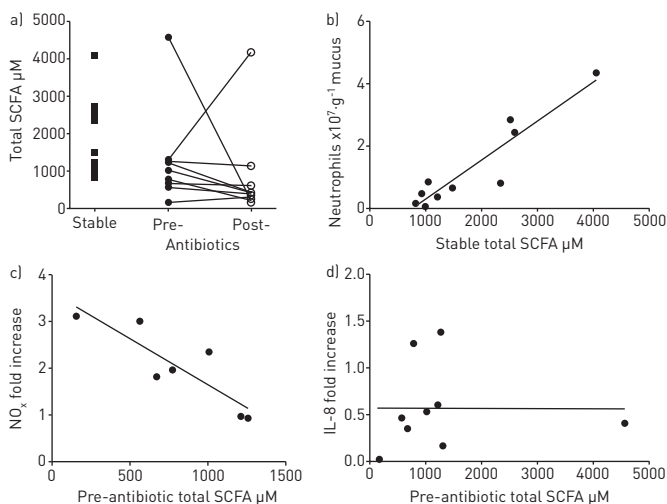 a)
5000
4000
3000
2000
1000
0
Total SCFA µM
Stable
Pre-
Post-
Antibiotics
b)
6
4
2
0
Neutrophils x10⁷·g⁻¹ mucus
0
1000
2000
3000
4000
5000
Stable total SCFA µM
c)
4
3
2
1
0
NOₓ fold increase
0
500
1000
1500
Pre-antibiotic total SCFA µM
d)
2.0
1.5
1.0
0.5
0.0
IL-8 fold increase
0
1000
2000
3000
4000
5000
Pre-antibiotic total SCFA µM